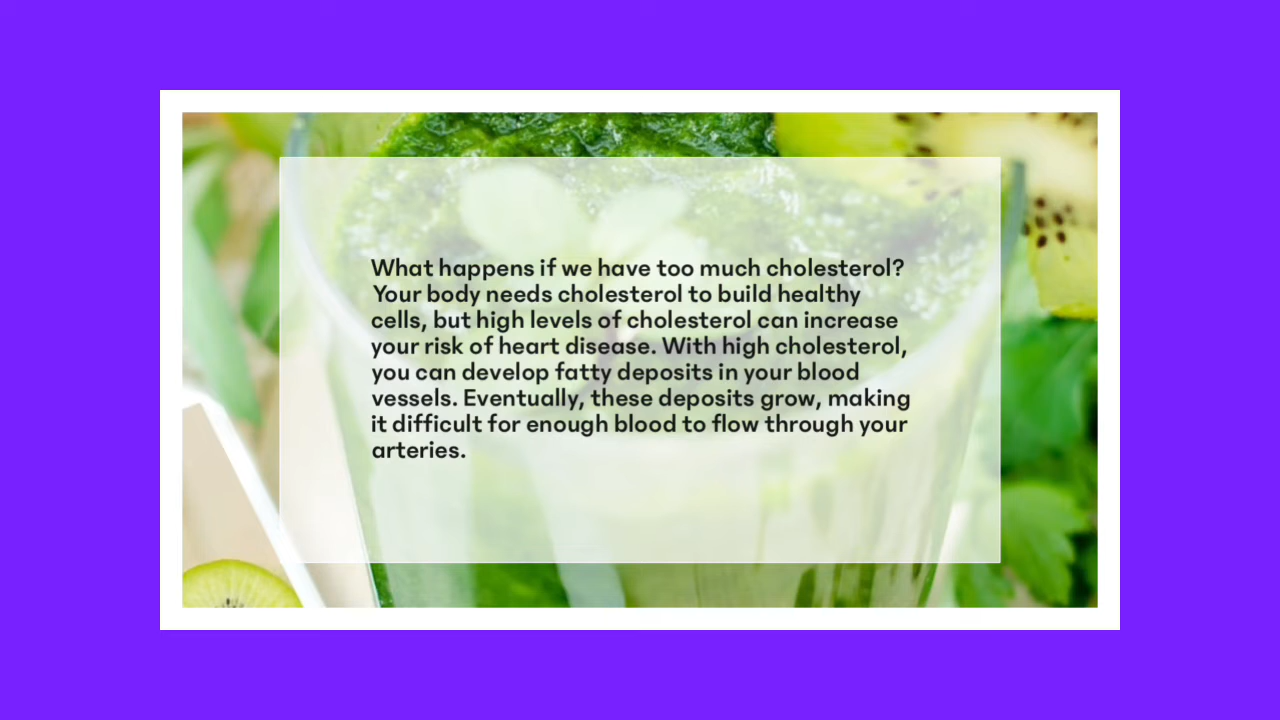 What happens if we have too much cholesterol?
Your body needs cholesterol to build healthy
cells, but high levels of cholesterol can increase
your risk of heart disease. With high cholesterol,
you can develop fatty deposits in your blood
vessels. Eventually, these deposits grow, making
it difficult for enough blood to flow through your
arteries.